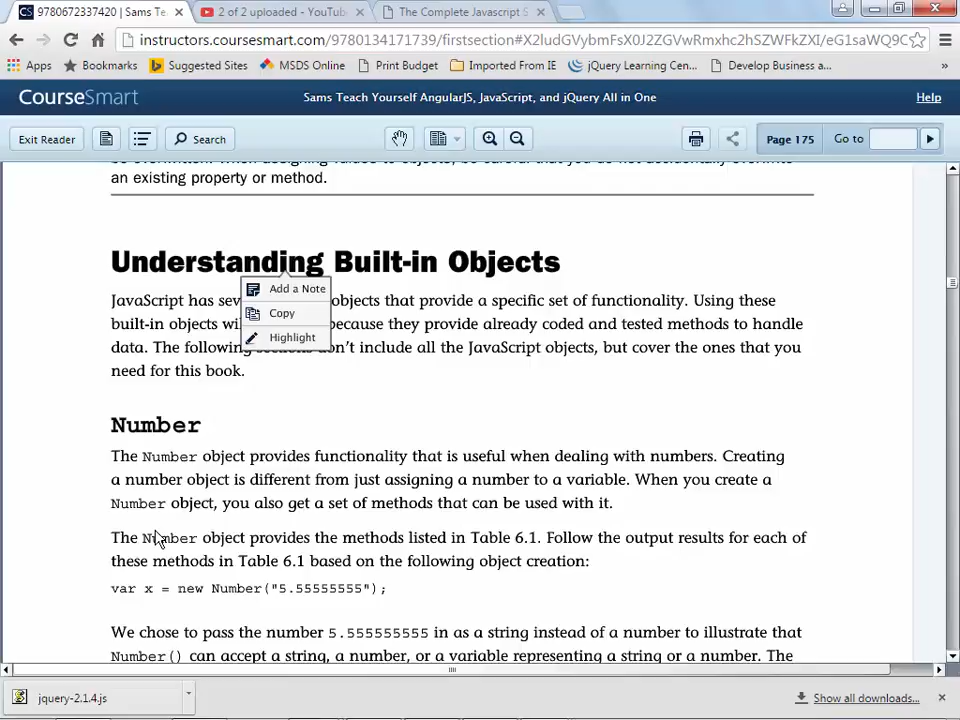 9780672337420 | Sams Te
2 of 2 uploaded - YouTub
The Complete Javascript S
instructors.coursesmart.com/9780134171739/firstsection#X2ludGVybmFsX0J2ZGVwRmxhc2hSZWFkZXI/eG1saWQ9C
Apps
Bookmarks
Suggested Sites
MSDS Online
Print Budget
Imported From IE
jQuery Learning Cen...
Develop Business a...
»
CourseSmart
Sams Teach Yourself AngularJS, JavaScript, and jQuery All in One
Help
Exit Reader
Search
Page 175
Go to
an existing property or method.
Understanding Built-in Objects
Add a Note
Copy
Highlight
JavaScript has sev objects that provide a specific set of functionality. Using these
built-in objects wi because they provide already coded and tested methods to handle
data. The following sections don't include all the JavaScript objects, but cover the ones that you
need for this book.
Number
The Number object provides functionality that is useful when dealing with numbers. Creating
a number object is different from just assigning a number to a variable. When you create a
Number object, you also get a set of methods that can be used with it.
The Number object provides the methods listed in Table 6.1. Follow the output results for each of
these methods in Table 6.1 based on the following object creation:
var x = new Number("5.55555555");
We chose to pass the number 5.555555555 in as a string instead of a number to illustrate that
Number() can accept a string, a number, or a variable representing a string or a number. The
jquery-2.1.4.js
Show all downloads...